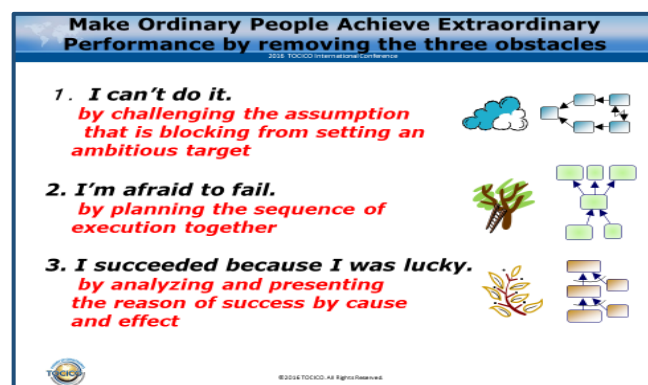 Make Ordinary People Achieve Extraordinary
Performance by removing the three obstacles
2016 TOCICO International Conference
1. I can't do it.
by challenging the assumption
that is blocking from setting an
ambitious target
2. I'm afraid to fail.
by planning the sequence of
execution together
3. I succeeded because I was lucky.
by analyzing and presenting
the reason of success by cause
and effect
TOCICO
©2016 TOCICO. All Rights Reserved.